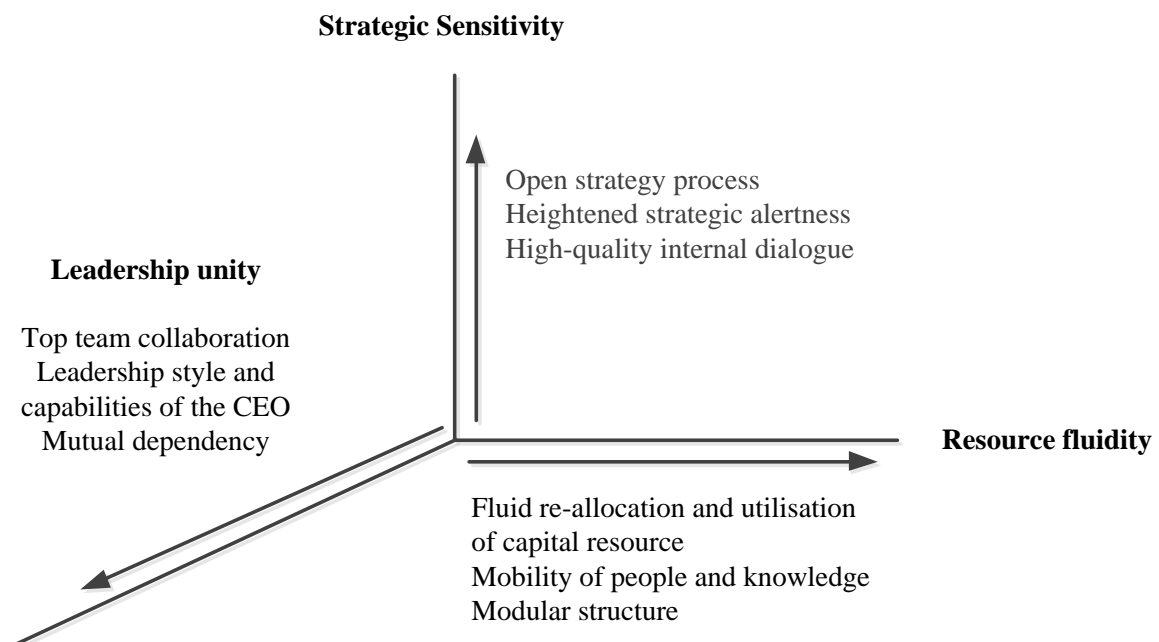 Strategic Sensitivity
Open strategy process
Heightened strategic alertness
High-quality internal dialogue
Leadership unity
Top team collaboration
Leadership style and
capabilities of the CEO
Mutual dependency
Resource fluidity
Fluid re-allocation and utilisation
of capital resource
Mobility of people and knowledge
Modular structure